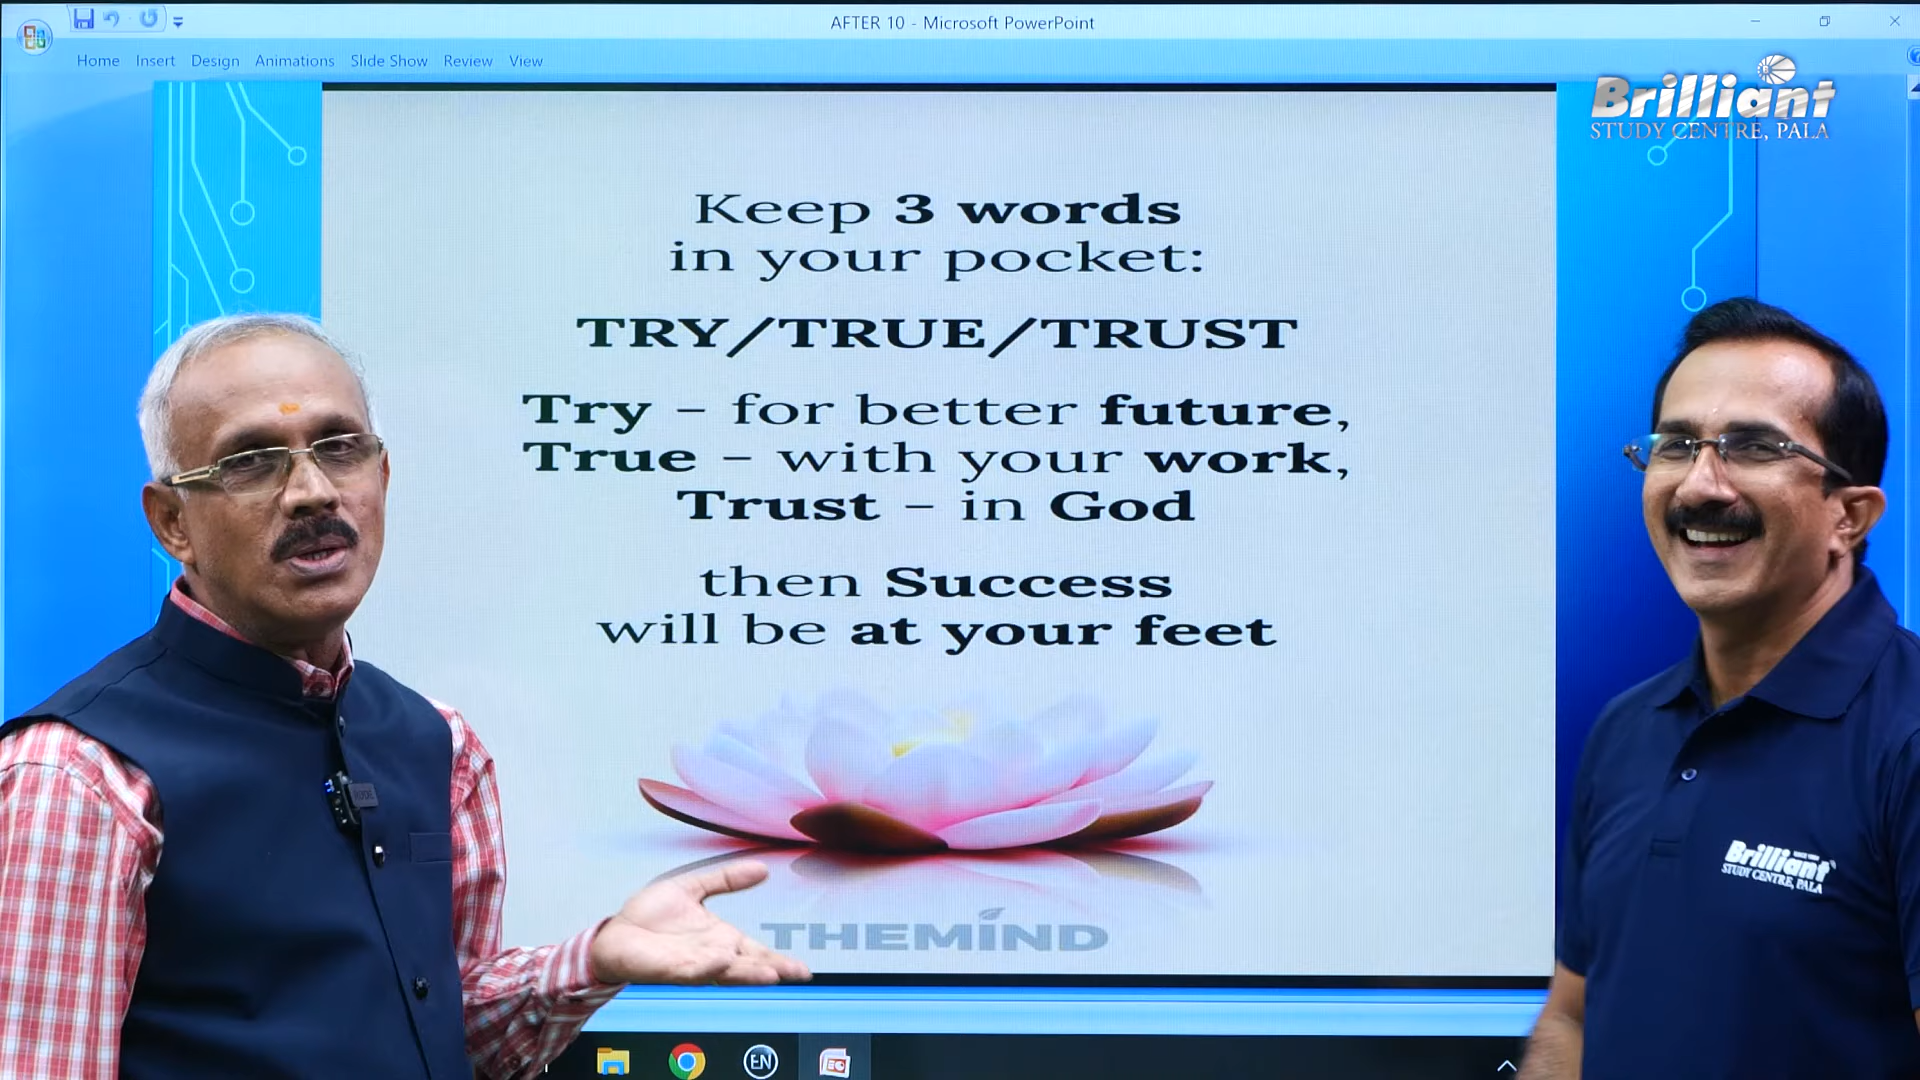 AFTER 10 - Microsoft PowerPoint
Home Insert Design Animations Slide Show Review View
Brilliant
STUDY CENTRE, PALA
Keep 3 words
in your pocket:
TRY/TRUE/TRUST
Try – for better future,
True – with your work,
Trust – in God
then Success
will be at your feet
THEMIND
RODE
Brilliant
STUDY CENTRE, PALA
EN